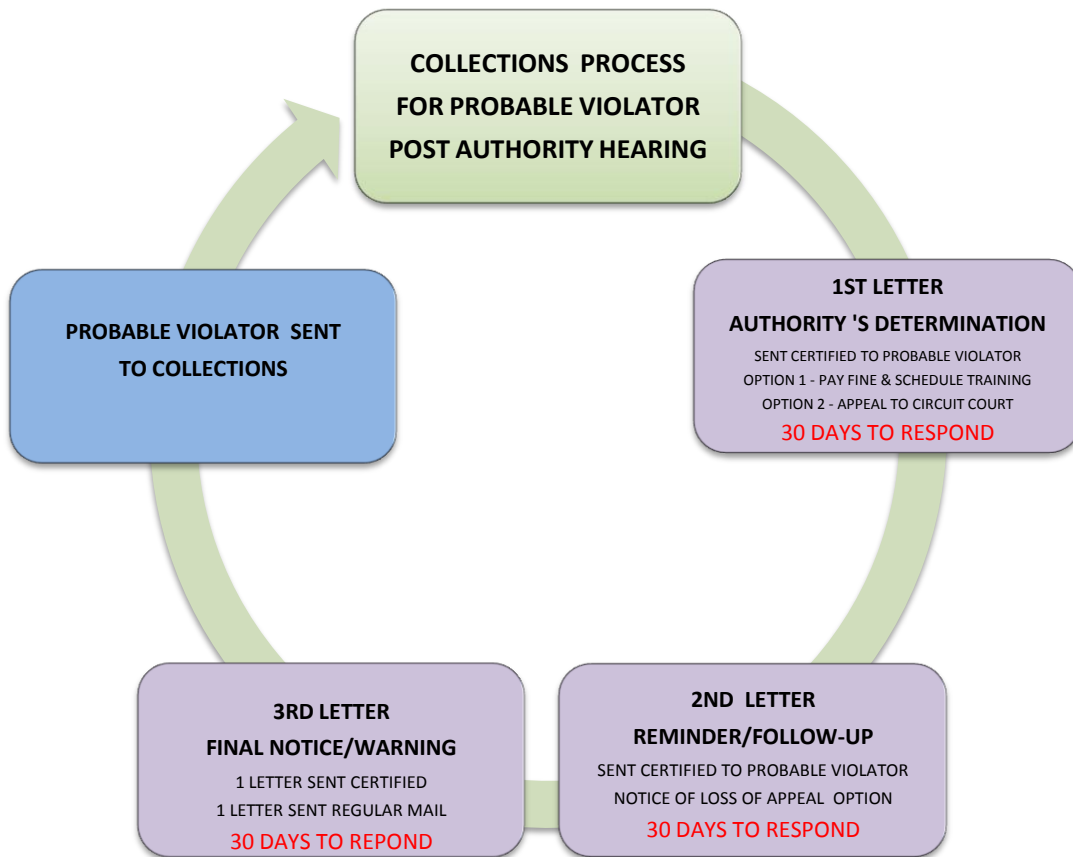 COLLECTIONS PROCESS
FOR PROBABLE VIOLATOR
POST AUTHORITY HEARING
1ST LETTER
AUTHORITY 'S DETERMINATION
SENT CERTIFIED TO PROBABLE VIOLATOR
OPTION 1 - PAY FINE & SCHEDULE TRAINING
OPTION 2 - APPEAL TO CIRCUIT COURT
30 DAYS TO RESPOND
2ND LETTER
REMINDER/FOLLOW-UP
SENT CERTIFIED TO PROBABLE VIOLATOR
NOTICE OF LOSS OF APPEAL OPTION
30 DAYS TO RESPOND
3RD LETTER
FINAL NOTICE/WARNING
1 LETTER SENT CERTIFIED
1 LETTER SENT REGULAR MAIL
30 DAYS TO REPOND
PROBABLE VIOLATOR SENT
TO COLLECTIONS